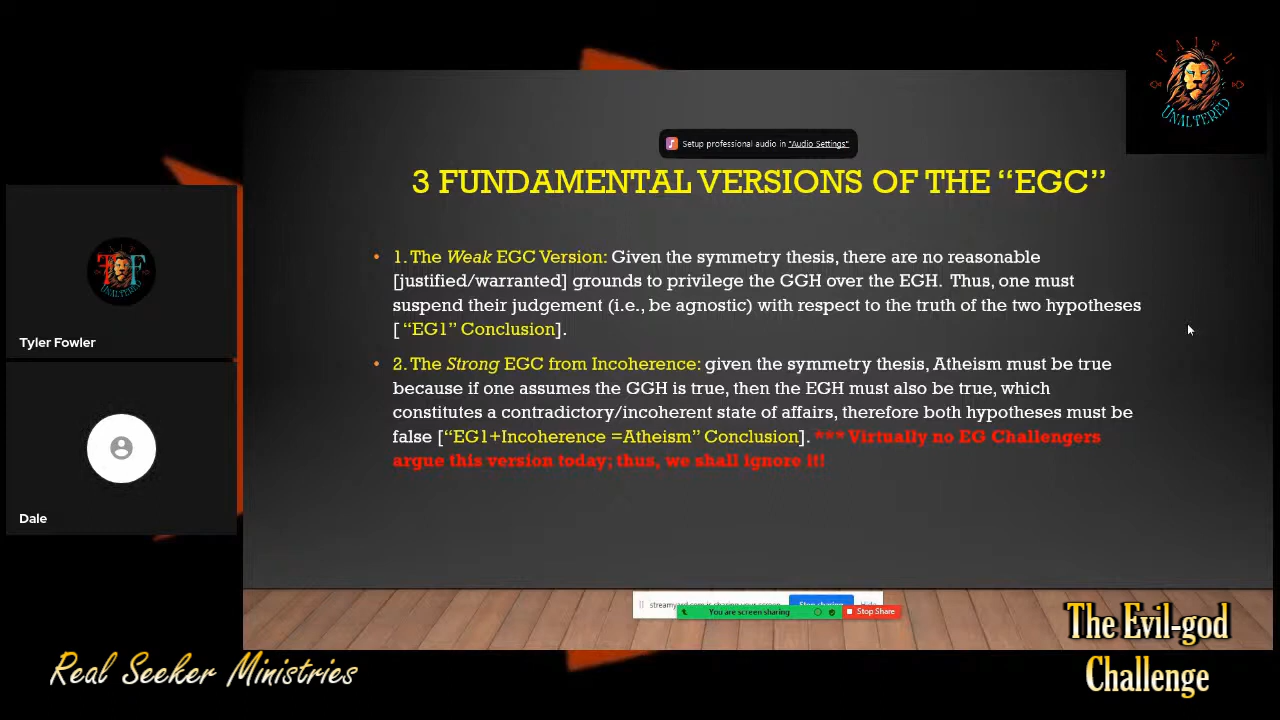 FAITH
UNALTERED
Setup professional audio in "Audio Settings"
3 FUNDAMENTAL VERSIONS OF THE “EGC”
• 1. The Weak EGC Version: Given the symmetry thesis, there are no reasonable
[justified/warranted] grounds to privilege the GGH over the EGH. Thus, one must
suspend their judgement (i.e., be agnostic) with respect to the truth of the two hypotheses
[ “EG1” Conclusion].
• 2. The Strong EGC from Incoherence: given the symmetry thesis, Atheism must be true
because if one assumes the GGH is true, then the EGH must also be true, which
constitutes a contradictory/incoherent state of affairs, therefore both hypotheses must be
false [“EG1+Incoherence =Atheism” Conclusion]. *** Virtually no EG Challengers
argue this version today; thus, we shall ignore it!
Tyler Fowler
Dale
streamyard.com is sharing your screen. Stop sharing Hide
You are screen sharing Stop Share
The Evil-god
Challenge
Real Seeker Ministries